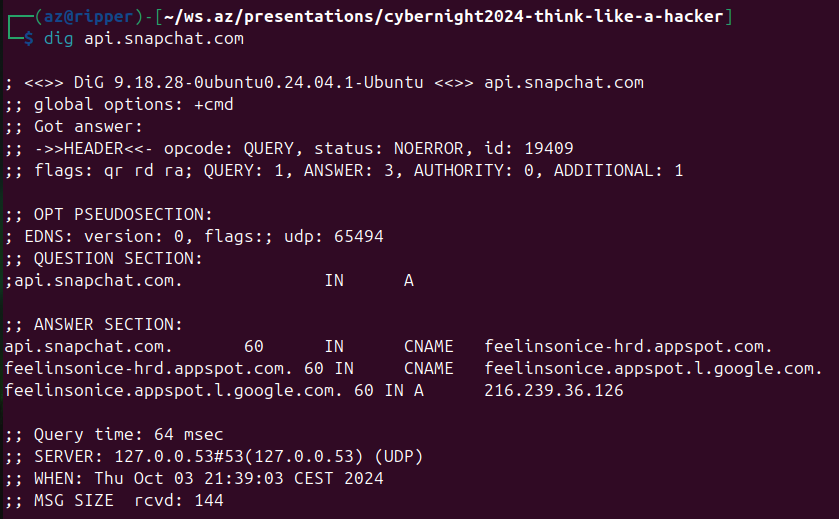 ┌──(az@ripper)-[~/ws.az/presentations/cybernight2024-think-like-a-hacker]
└─$ dig api.snapchat.com

; <<>> DiG 9.18.28-0ubuntu0.24.04.1-Ubuntu <<>> api.snapchat.com
;; global options: +cmd
;; Got answer:
;; ->>HEADER<<- opcode: QUERY, status: NOERROR, id: 19409
;; flags: qr rd ra; QUERY: 1, ANSWER: 3, AUTHORITY: 0, ADDITIONAL: 1

;; OPT PSEUDOSECTION:
; EDNS: version: 0, flags:; udp: 65494
;; QUESTION SECTION:
;api.snapchat.com.		IN	A

;; ANSWER SECTION:
api.snapchat.com.	60	IN	CNAME	feelinsonice-hrd.appspot.com.
feelinsonice-hrd.appspot.com. 60 IN	CNAME	feelinsonice.appspot.l.google.com.
feelinsonice.appspot.l.google.com. 60 IN A	216.239.36.126

;; Query time: 64 msec
;; SERVER: 127.0.0.53#53(127.0.0.53) (UDP)
;; WHEN: Thu Oct 03 21:39:03 CEST 2024
;; MSG SIZE  rcvd: 144